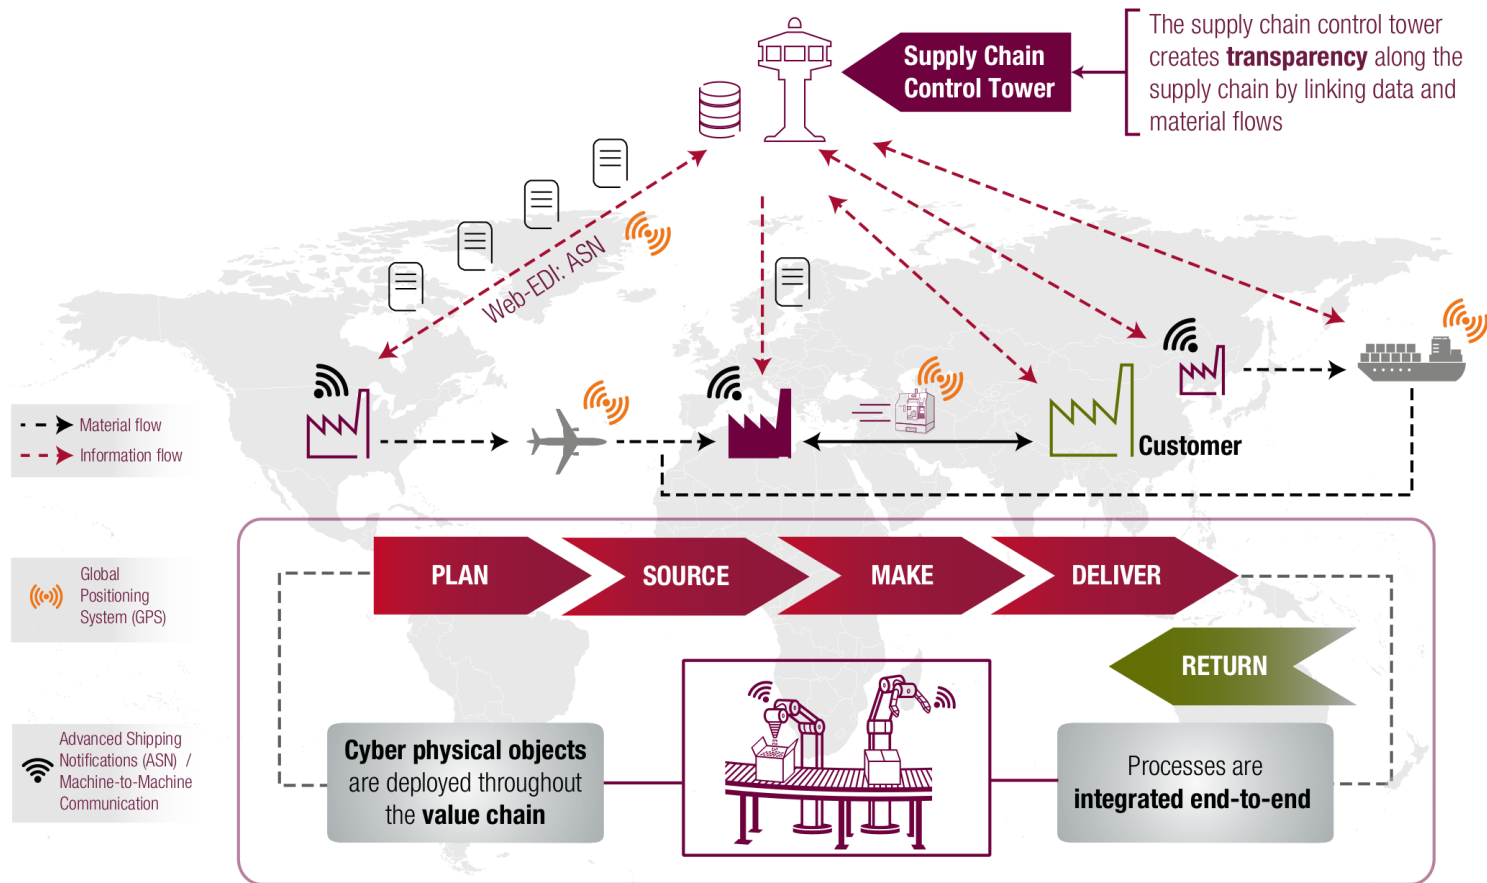 Supply Chain
Control Tower
The supply chain control tower
creates transparency along the
supply chain by linking data and
material flows
Web-EDI: ASN
Material flow
Information flow
Customer
Global
Positioning
System (GPS)
Advanced Shipping
Notifications (ASN) /
Machine-to-Machine
Communication
PLAN
SOURCE
MAKE
DELIVER
RETURN
Cyber physical objects
are deployed throughout
the value chain
Processes are
integrated end-to-end